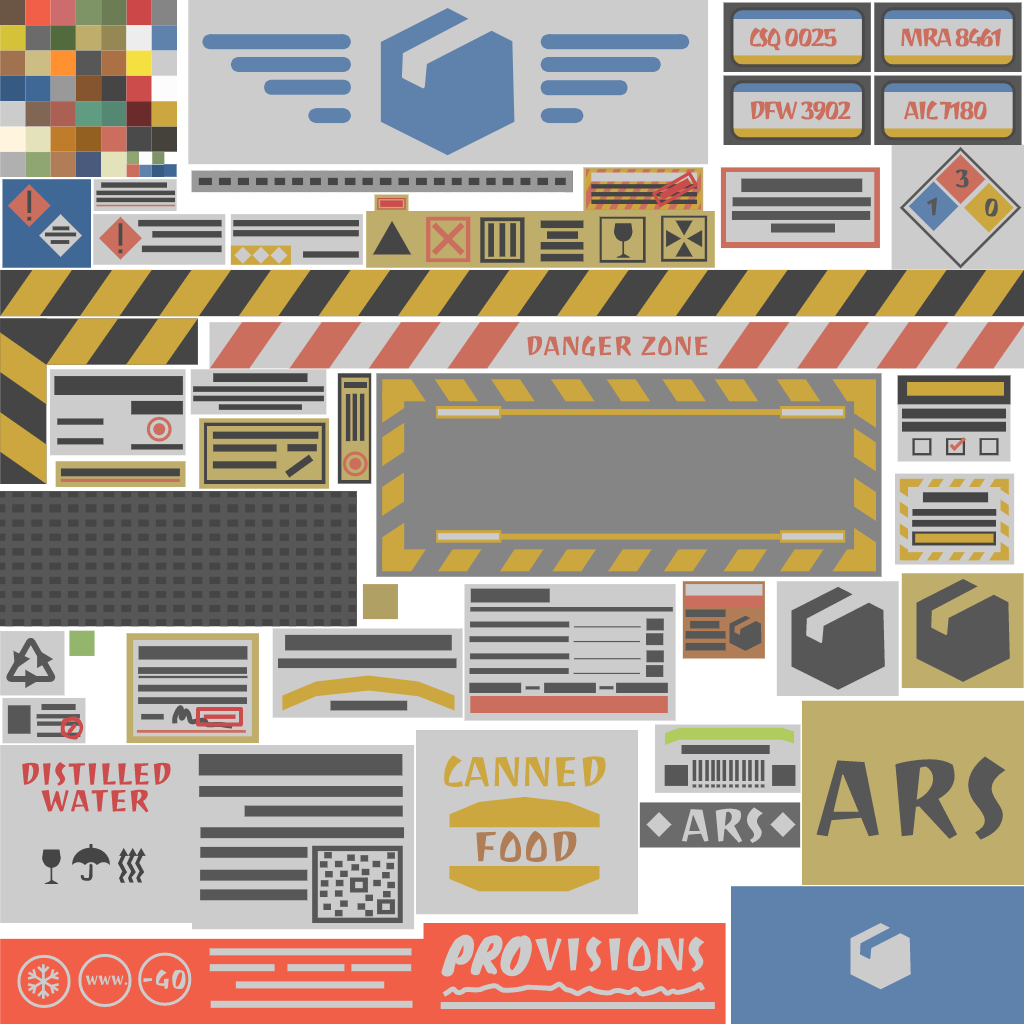 CSQ 0025
MRA 8461
DFW 3902
AIC 7180
3
1
0
DANGER ZONE
DISTILLED
WATER
CANNED
FOOD
ARS
ARS
www.
-GO
PROVISIONS